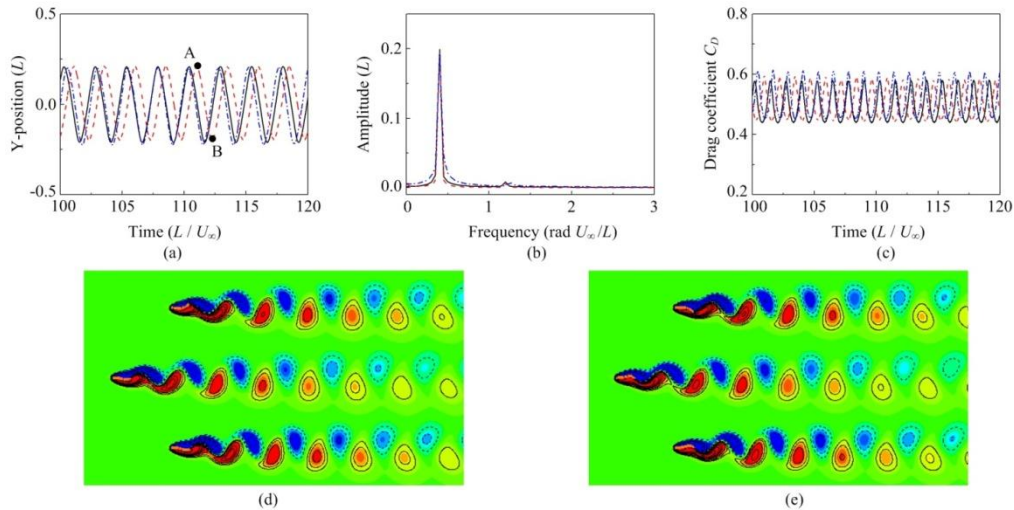 0.5
0.0
-0.5
Y-position (L)
A
B
100 105 110 115 120
Time (L / U∞)
(a)
0.2
0.1
0.0
Amplitude (L)
0 1 2 3
Frequency (rad U∞/L)
(b)
0.8
0.6
0.4
0.2
Drag coefficient CD
100 105 110 115 120
Time (L / U∞)
(c)
(d)
(e)